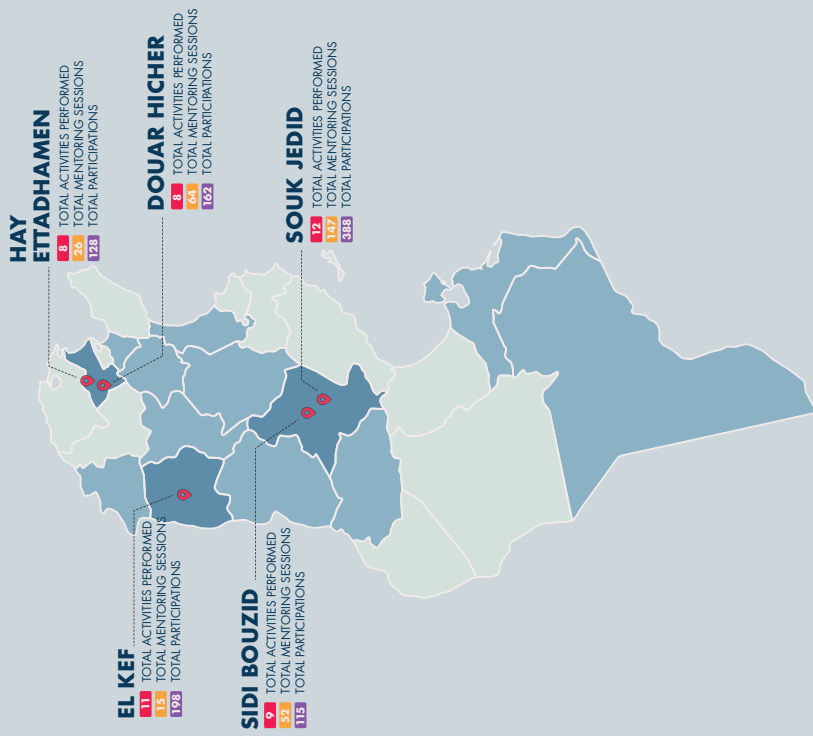 HAY
ETTADHAMEN
8 TOTAL ACTIVITIES PERFORMED
26 TOTAL MENTORING SESSIONS
128 TOTAL PARTICIPATIONS
DOUAR HICHER
8 TOTAL ACTIVITIES PERFORMED
64 TOTAL MENTORING SESSIONS
162 TOTAL PARTICIPATIONS
SOUK JEDID
12 TOTAL ACTIVITIES PERFORMED
147 TOTAL MENTORING SESSIONS
388 TOTAL PARTICIPATIONS
EL KEF
11 TOTAL ACTIVITIES PERFORMED
15 TOTAL MENTORING SESSIONS
198 TOTAL PARTICIPATIONS
SIDI BOUZID
9 TOTAL ACTIVITIES PERFORMED
52 TOTAL MENTORING SESSIONS
115 TOTAL PARTICIPATIONS